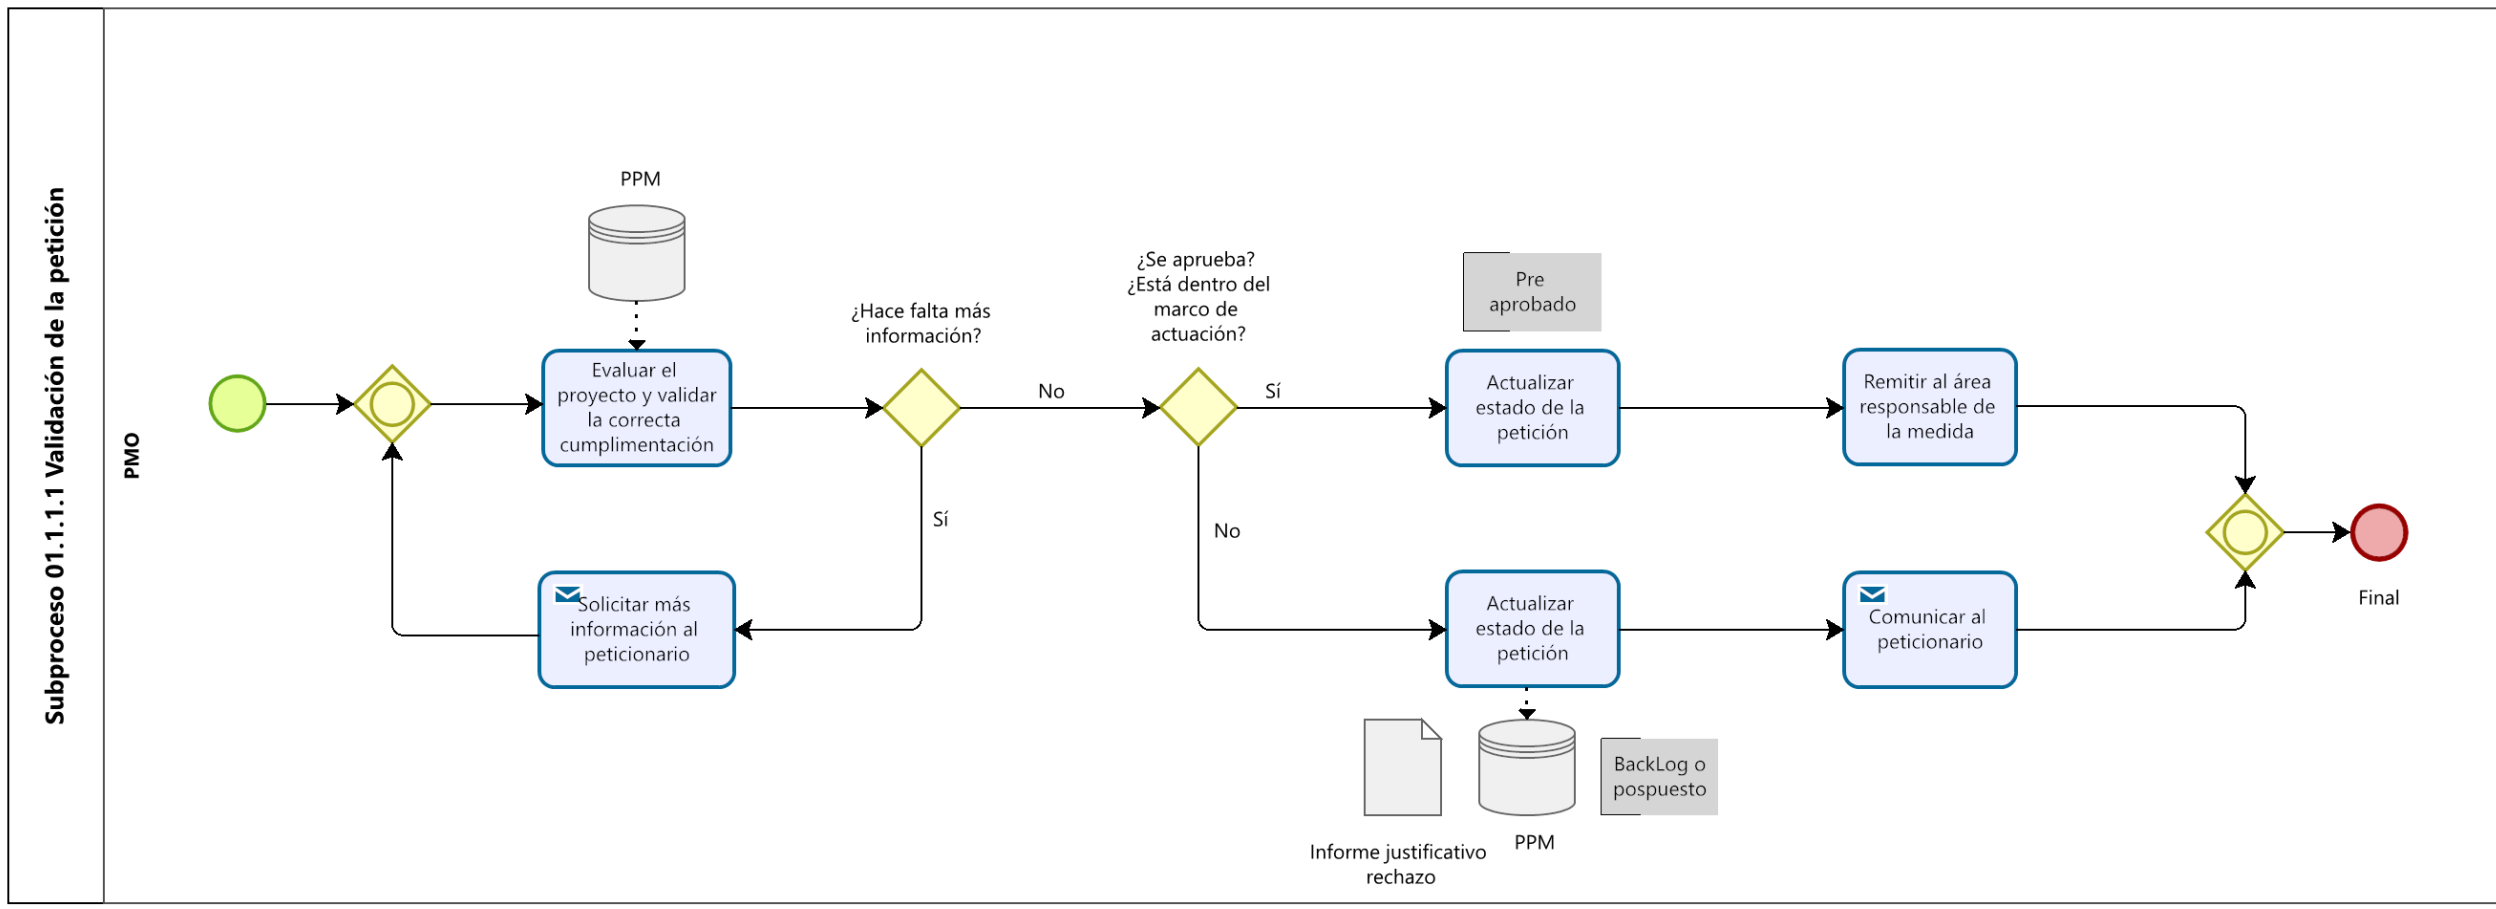 Subproceso 01.1.1.1 Validación de la petición
PMO
PPM
Evaluar el
proyecto y validar
la correcta
cumplimentación
¿Hace falta más
información?
No
Sí
Solicitar más
información al
peticionario
¿Se aprueba?
¿Está dentro del
marco de
actuación?
Sí
No
Pre
aprobado
Actualizar
estado de la
petición
Remitir al área
responsable de
la medida
Actualizar
estado de la
petición
Comunicar al
peticionario
Informe justificativo
rechazo
PPM
BackLog o
pospuesto
Final